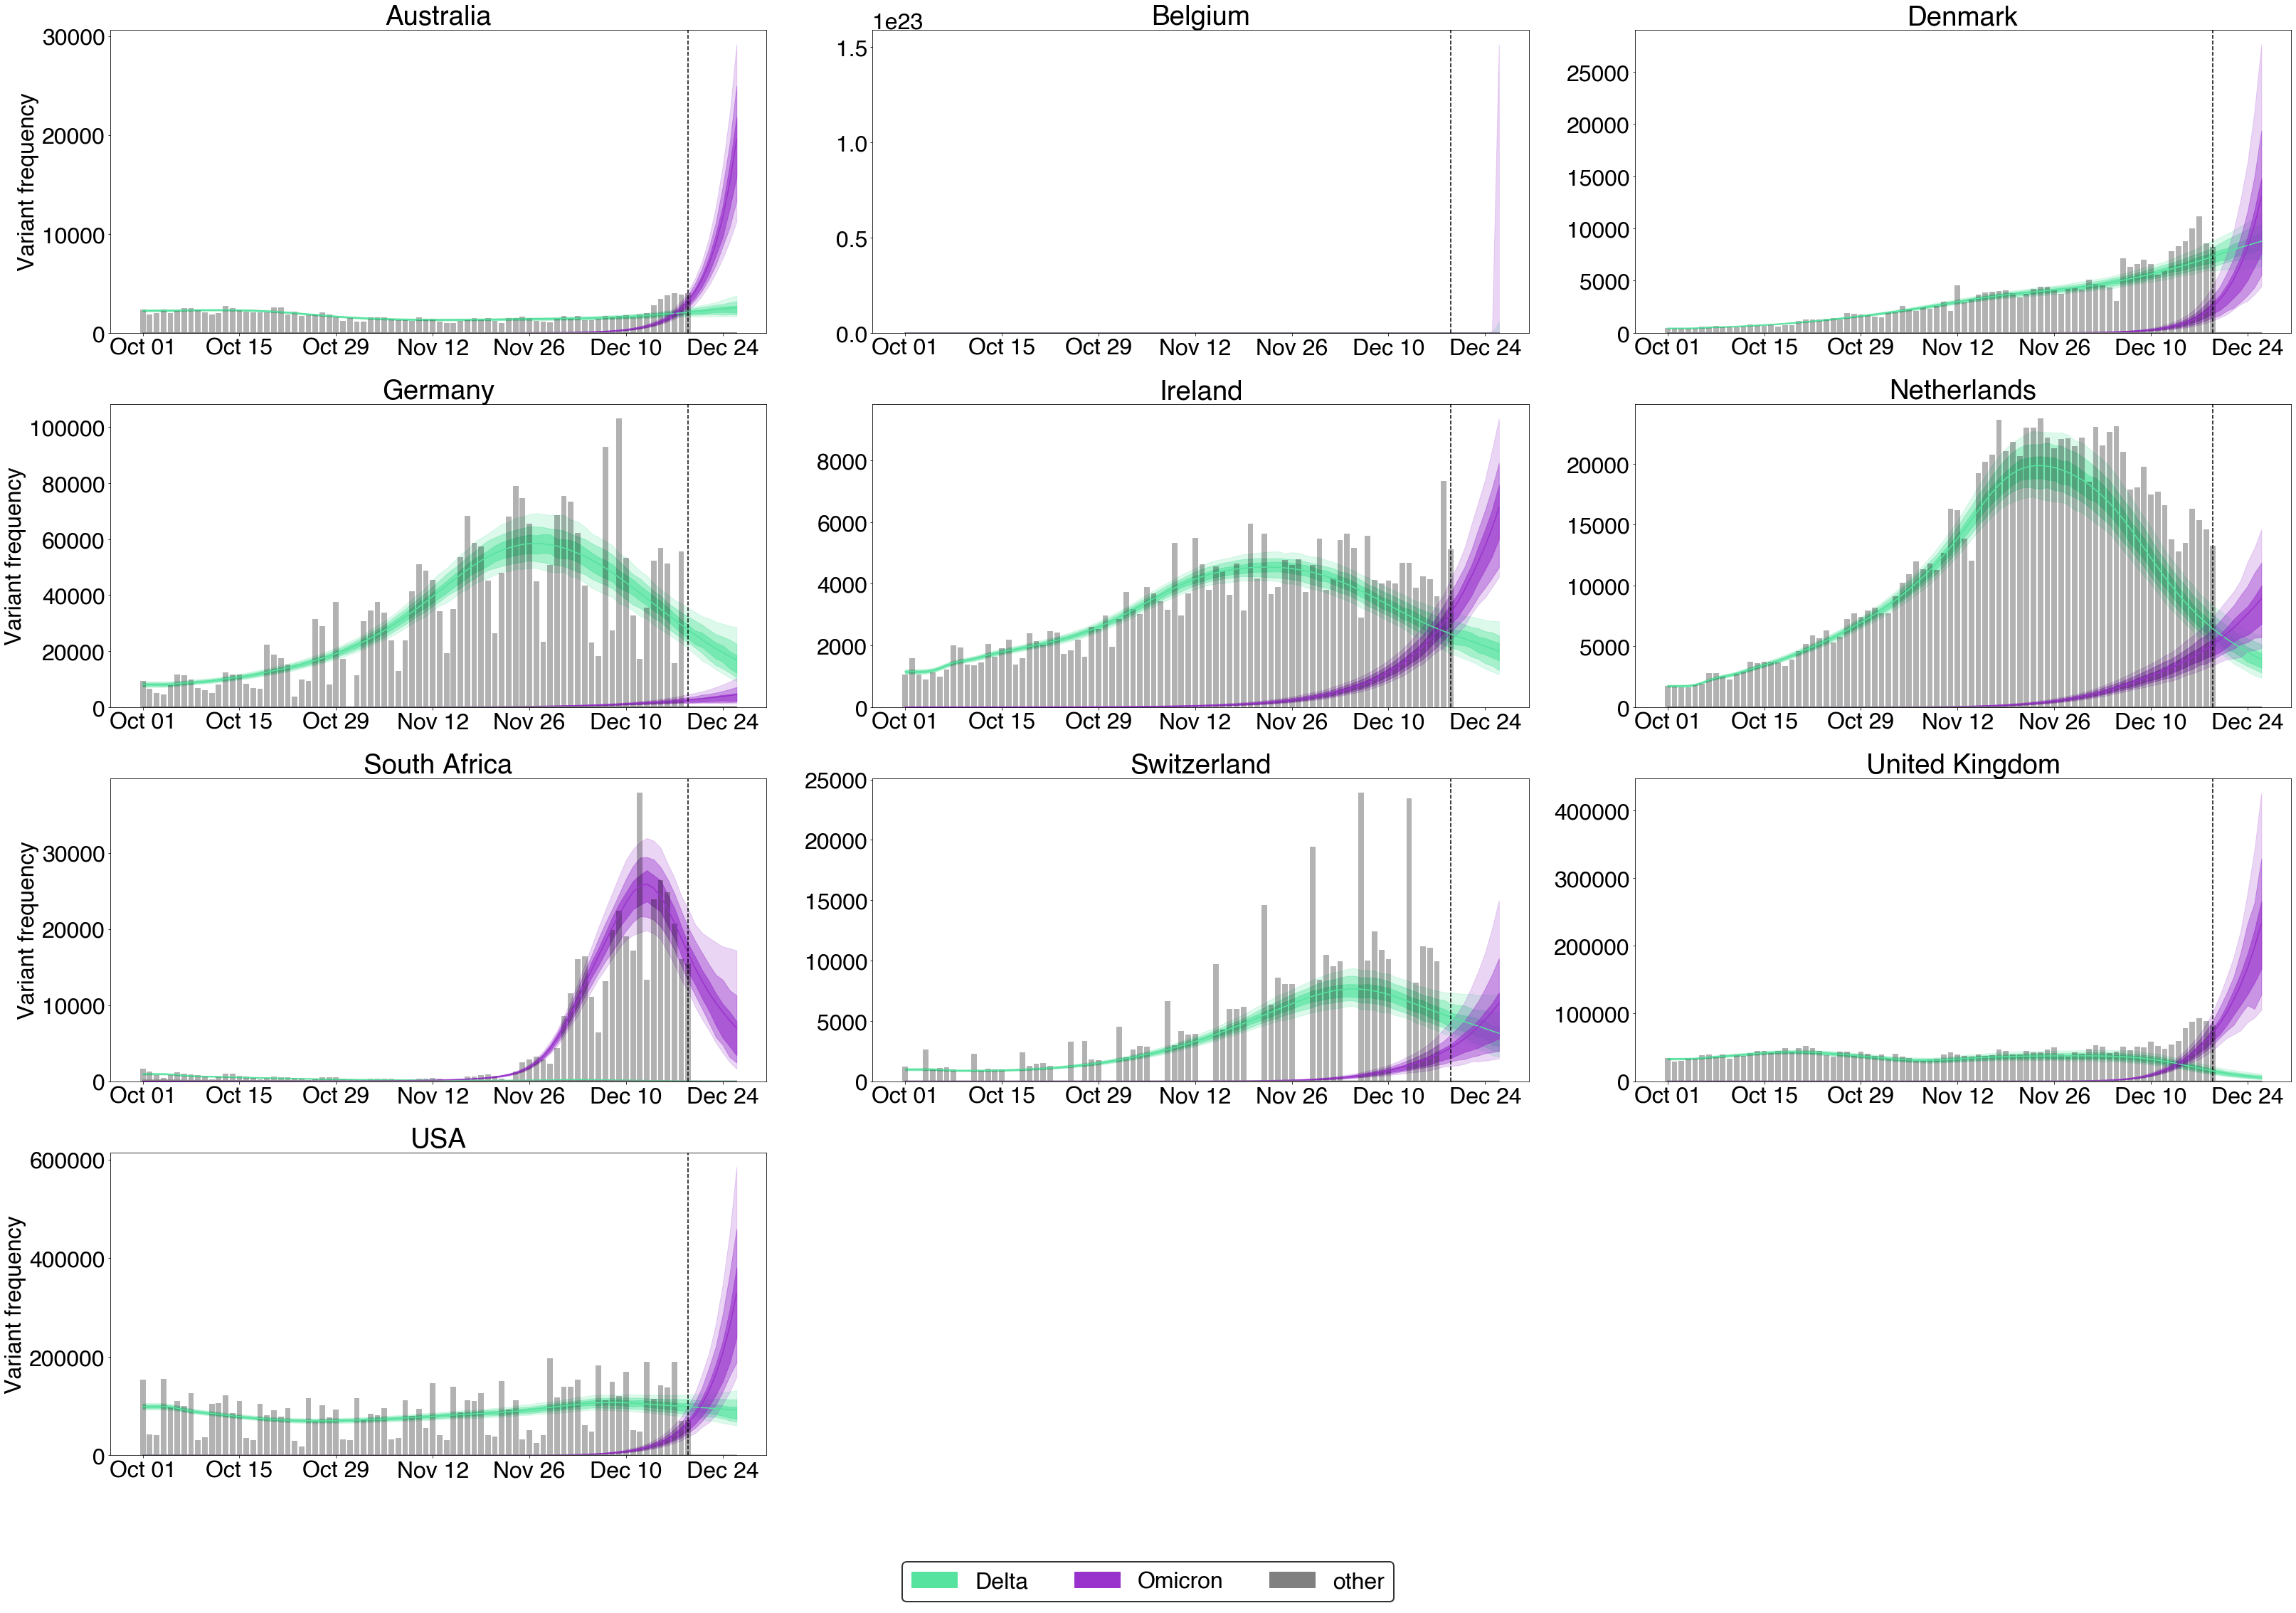 Australia
Variant frequency
30000
20000
10000
0
Oct 01 Oct 15 Oct 29 Nov 12 Nov 26 Dec 10 Dec 24
Belgium
1e23
1.5
1.0
0.5
0.0
Oct 01 Oct 15 Oct 29 Nov 12 Nov 26 Dec 10 Dec 24
Denmark
25000
20000
15000
10000
5000
0
Oct 01 Oct 15 Oct 29 Nov 12 Nov 26 Dec 10 Dec 24
Germany
Variant frequency
100000
80000
60000
40000
20000
0
Oct 01 Oct 15 Oct 29 Nov 12 Nov 26 Dec 10 Dec 24
Ireland
8000
6000
4000
2000
0
Oct 01 Oct 15 Oct 29 Nov 12 Nov 26 Dec 10 Dec 24
Netherlands
20000
15000
10000
5000
0
Oct 01 Oct 15 Oct 29 Nov 12 Nov 26 Dec 10 Dec 24
South Africa
Variant frequency
30000
20000
10000
0
Oct 01 Oct 15 Oct 29 Nov 12 Nov 26 Dec 10 Dec 24
Switzerland
25000
20000
15000
10000
5000
0
Oct 01 Oct 15 Oct 29 Nov 12 Nov 26 Dec 10 Dec 24
United Kingdom
400000
300000
200000
100000
0
Oct 01 Oct 15 Oct 29 Nov 12 Nov 26 Dec 10 Dec 24
USA
Variant frequency
600000
400000
200000
0
Oct 01 Oct 15 Oct 29 Nov 12 Nov 26 Dec 10 Dec 24
Delta Omicron other